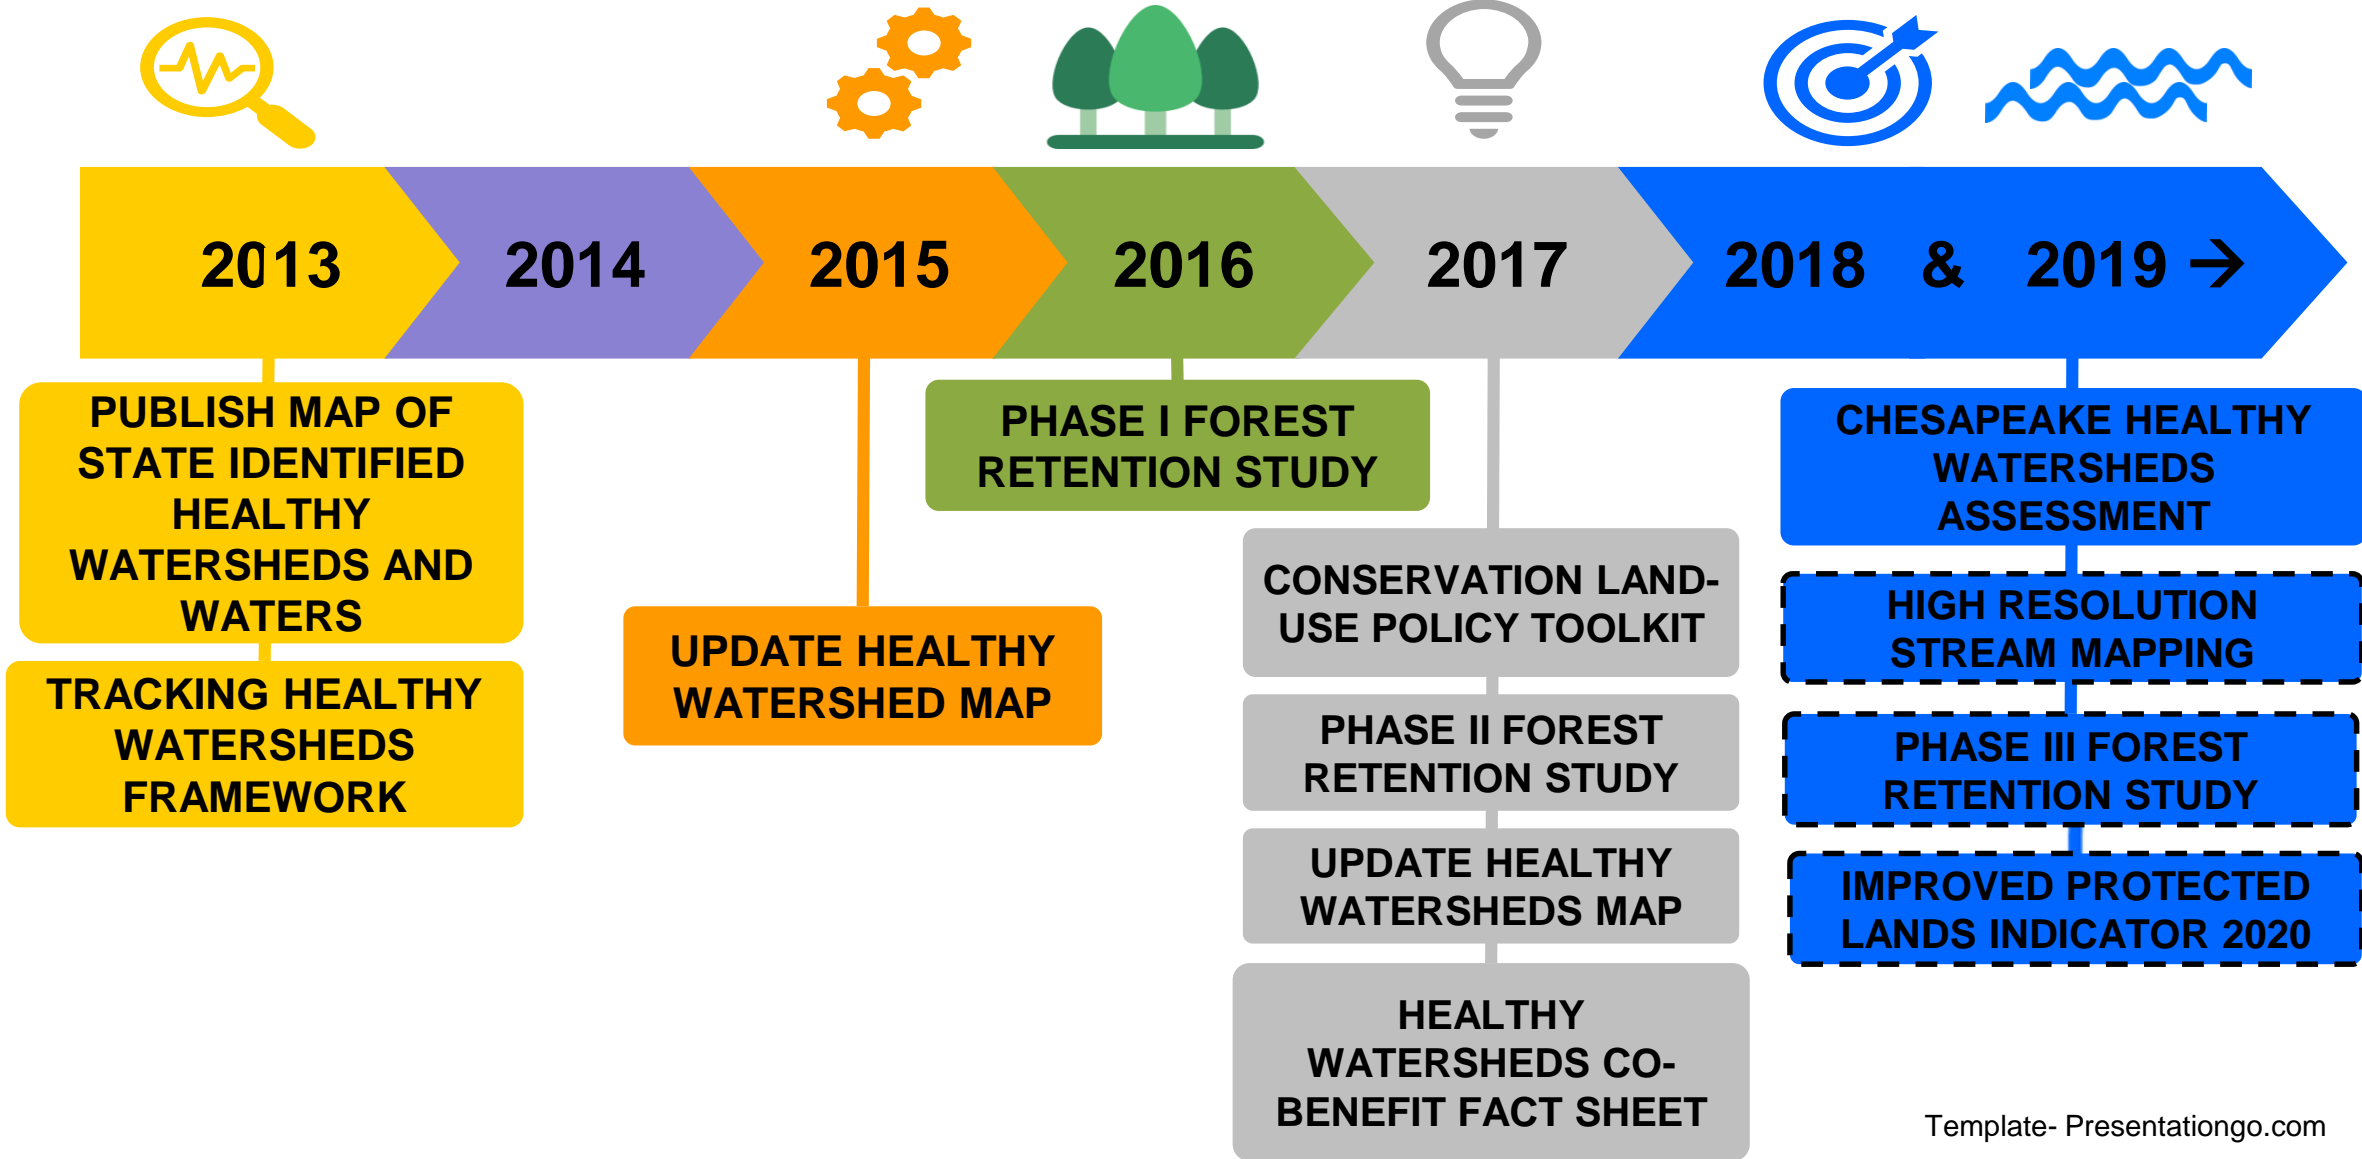 2013
2014
2015
2016
2017
2018 & 2019 →
PUBLISH MAP OF
STATE IDENTIFIED
HEALTHY
WATERSHEDS AND
WATERS
TRACKING HEALTHY
WATERSHEDS
FRAMEWORK
UPDATE HEALTHY
WATERSHED MAP
PHASE I FOREST
RETENTION STUDY
CONSERVATION LAND-
USE POLICY TOOLKIT
PHASE II FOREST
RETENTION STUDY
UPDATE HEALTHY
WATERSHEDS MAP
HEALTHY
WATERSHEDS CO-
BENEFIT FACT SHEET
CHESAPEAKE HEALTHY
WATERSHEDS
ASSESSMENT
HIGH RESOLUTION
STREAM MAPPING
PHASE III FOREST
RETENTION STUDY
IMPROVED PROTECTED
LANDS INDICATOR 2020
Template- Presentationgo.com